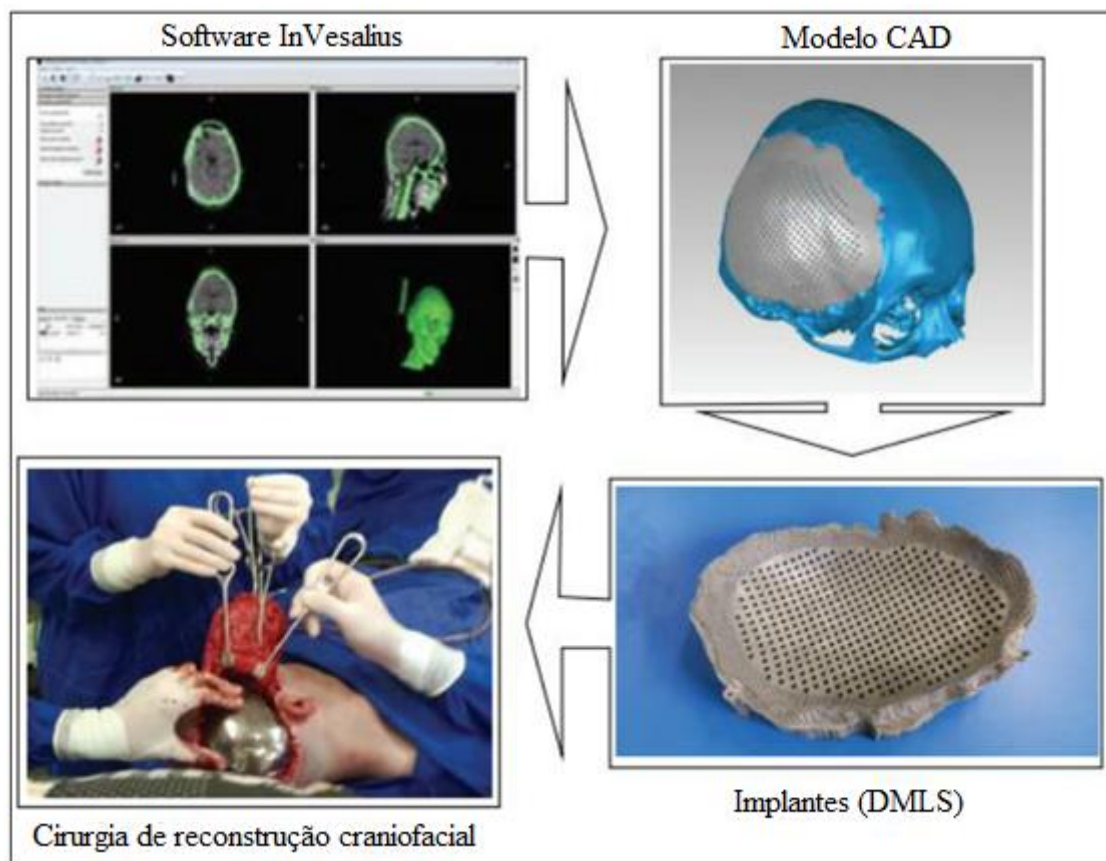 Software InVesalius
Modelo CAD
Implantes (DMLS)
Cirurgia de reconstrução craniofacial